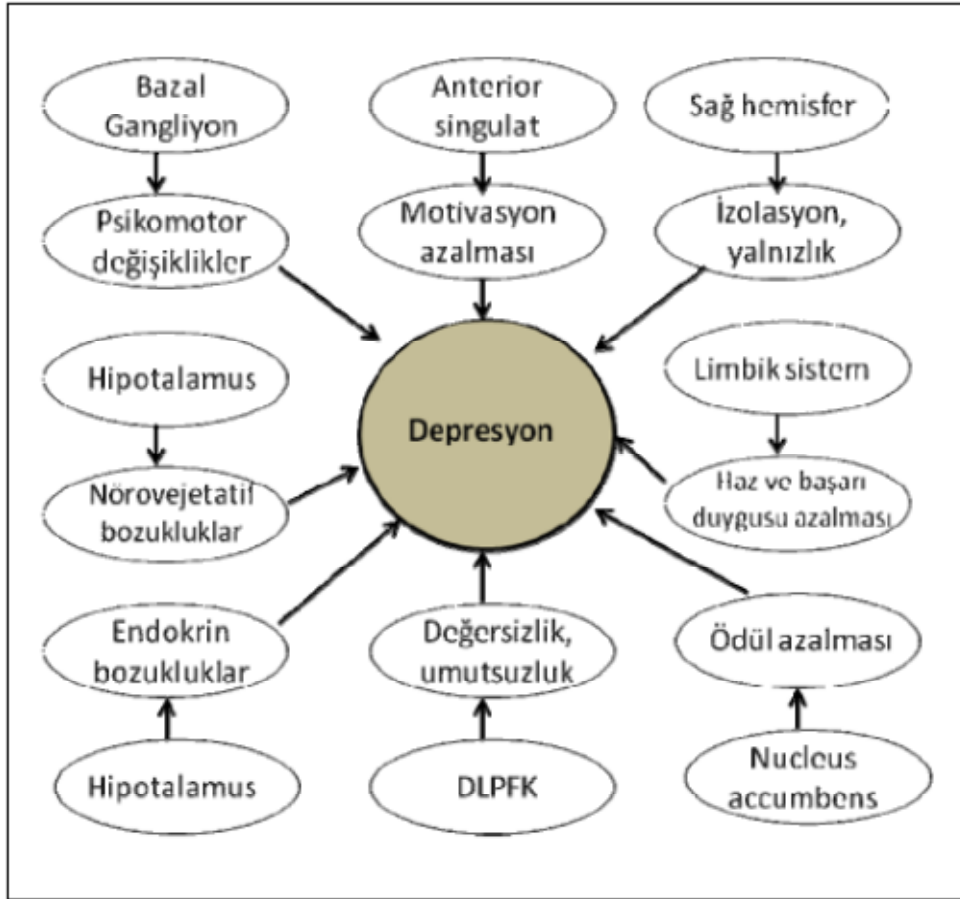 Bazal
Gangliyon
Anterior
singulat
Sağ hemisfer
Psikomotor
değişiklikler
Motivasyon
azalması
İzolasyon,
yalnızlık
Hipotalamus
Depresyon
Limbik sistem
Nörovejetatif
bozukluklar
Haz ve başarı
duygusu azalması
Endokrin
bozukluklar
Değersizlik,
umutsuzluk
Ödül azalması
Hipotalamus
DLPFK
Nucleus
accumbens